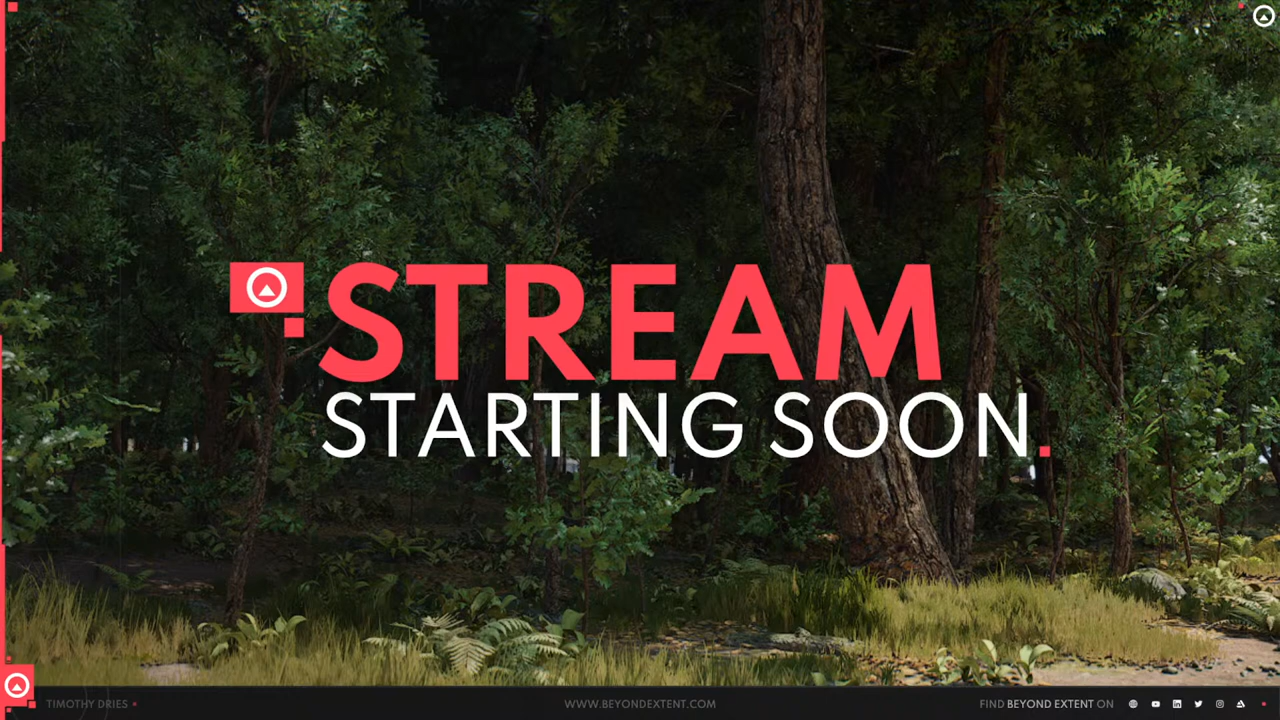 STREAM
STARTING SOON.
TIMOTHY DRIES
WWW.BEYONDEXTENT.COM
FIND BEYOND EXTENT ON